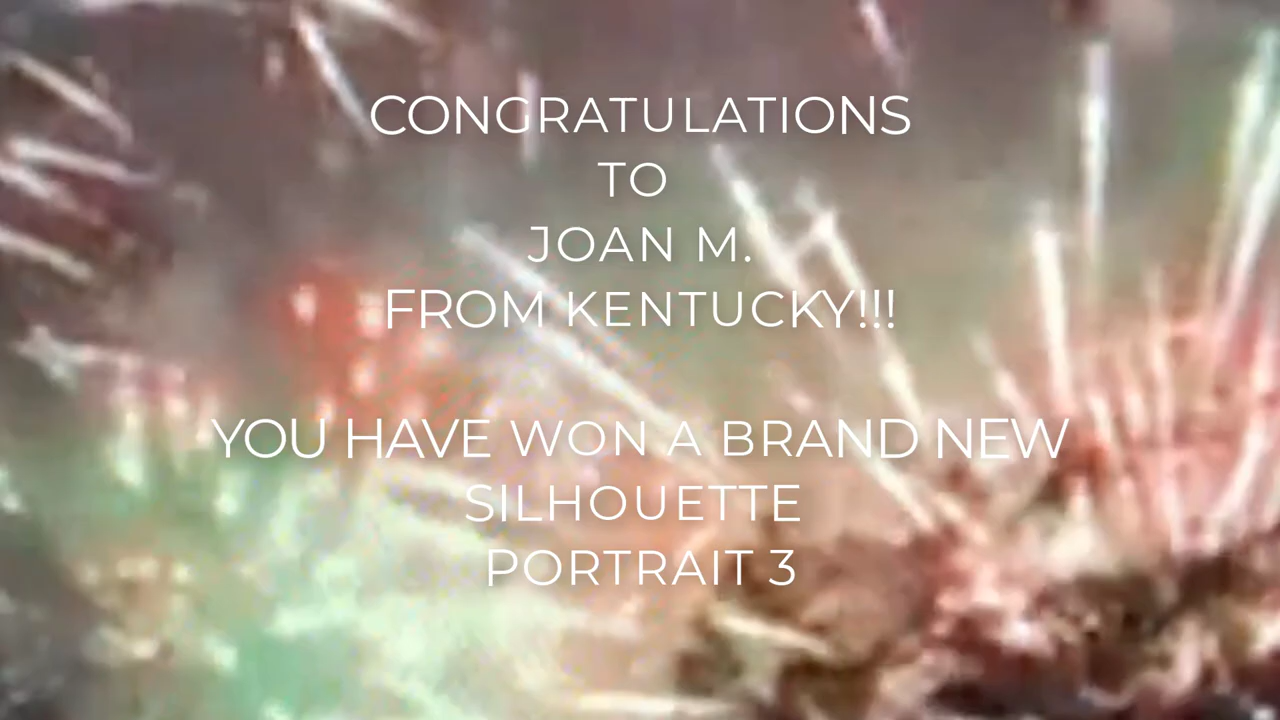 CONGRATULATIONS
TO
JOAN M.
FROM KENTUCKY!!!
YOU HAVE WON A BRAND NEW
SILHOUETTE
PORTRAIT 3